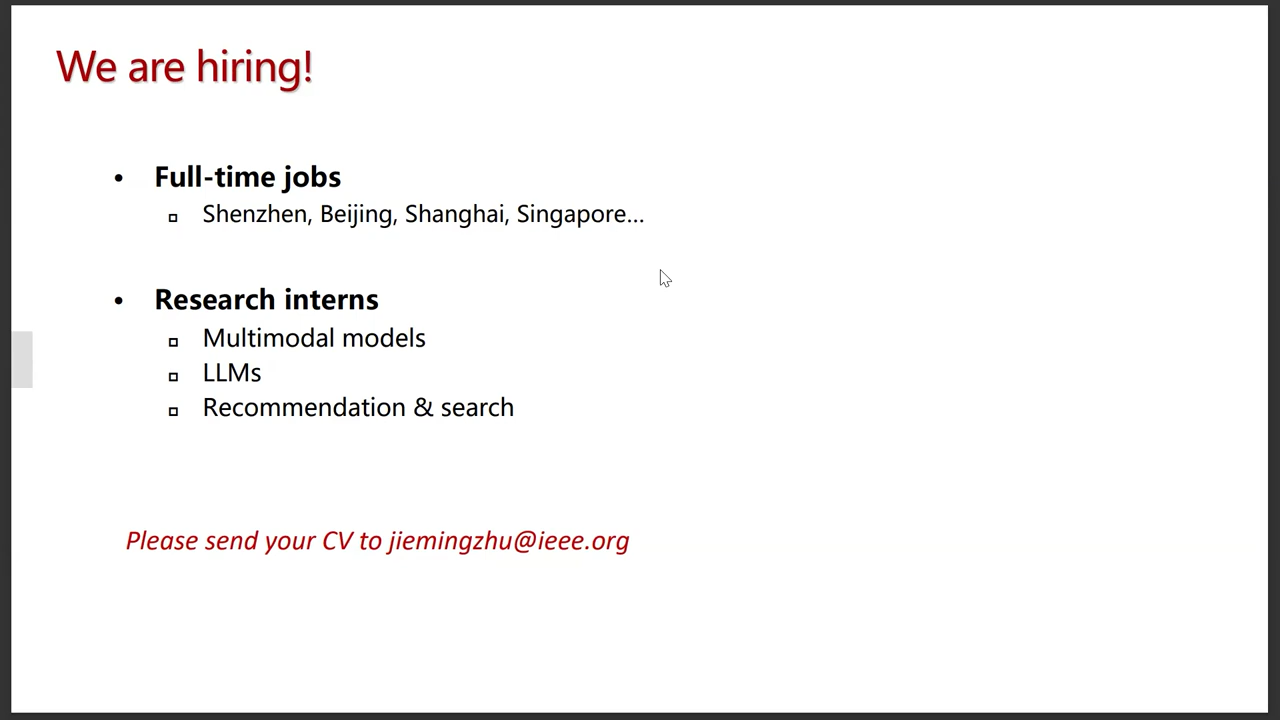 We are hiring!
• Full-time jobs
▫ Shenzhen, Beijing, Shanghai, Singapore...
• Research interns
▫ Multimodal models
▫ LLMs
▫ Recommendation & search
Please send your CV to jiemingzhu@ieee.org